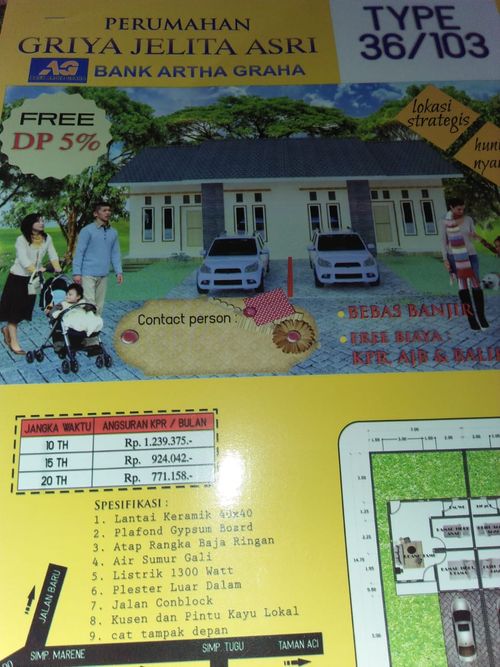 PERUMAHAN
GRIYA JELITA ASRI
AG
BANK ARTHA GRAHA
TYPE
36/103
FREE
DP 5%
lokasi
strategis
Contact person :
BEBAS BANJIR
FREE BIAYA :
KPR, AJB &
JANGKA WAKTU ANGSURAN KPR / BULAN
10 TH Rp. 1.239.375.-
15 TH Rp. 924.042.-
20 TH Rp. 771.158.-
SPESIFIKASI :
1. Lantai Keramik 40x40
2. Plafond Gypsum Board
3. Atap Rangka Baja Ringan
4. Air Sumur Gali
5. Listrik 1300 Watt
6. Plester Luar Dalam
7. Jalan Conblock
8. Kusen dan Pintu Kayu Lokal
9. cat tampak depan
JALAN BARU
SIMP. MARENE
SIMP. TUGU
TAMAN ACI
RUANG TAMU